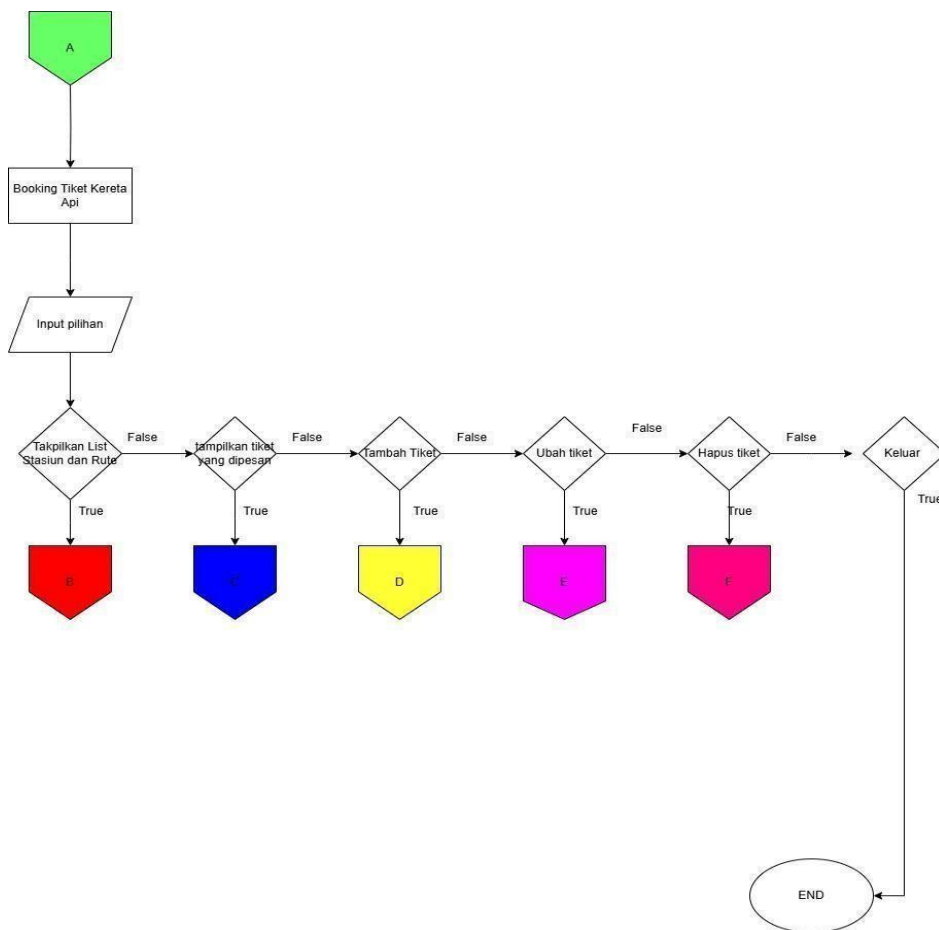 A
Booking Tiket Kereta
Api
Input pilihan
Takpilkan List
Stasiun dan Rute
False
tampilkan tiket
yang dipesan
False
Tambah Tiket
False
Ubah tiket
False
Hapus tiket
False
Keluar
True
True
True
True
True
True
B
C
D
E
F
END